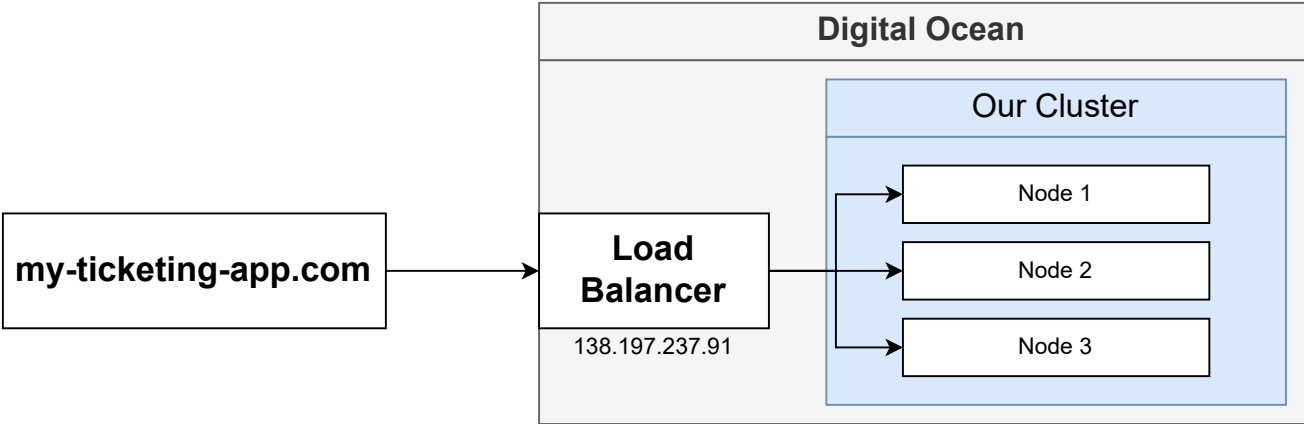 Digital Ocean
Our Cluster
Node 1
my-ticketing-app.com
Load
Balancer
Node 2
138.197.237.91
Node 3